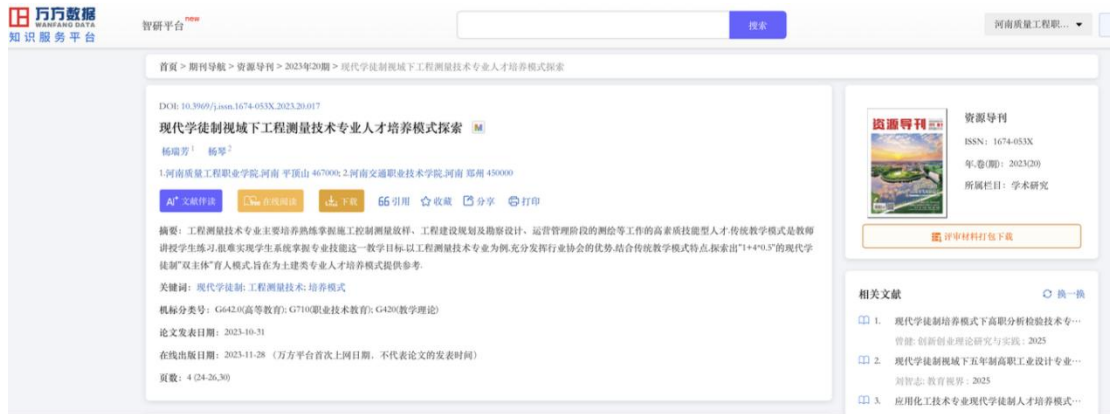 万方数据
WANFANG DATA
知识服务平台
智研平台 new
搜索
河南质量工程职...
首页 > 期刊导航 > 资源导刊 > 2023年20期 > 现代学徒制视域下工程测量技术专业人才培养模式探索
DOI: 10.3969/j.issn.1674-053X.2023.20.017
现代学徒制视域下工程测量技术专业人才培养模式探索 M
杨瑞芳1 杨琴2
1.河南质量工程职业学院,河南 平顶山 467000; 2.河南交通职业技术学院,河南 郑州 450000
AI+ 文献伴读
在线阅读
下载
66 引用
收藏
分享
打印
摘要：工程测量技术专业主要培养熟练掌握施工控制测量放样、工程建设规划及勘察设计、运营管理阶段的测绘等工作的高素质技能型人才.传统教学模式是教师
讲授学生练习,很难实现学生系统掌握专业技能这一教学目标.以工程测量技术专业为例,充分发挥行业协会的优势,结合传统教学模式特点,探索出"1+4*0.5"的现代学
徒制"双主体"育人模式,旨在为土建类专业人才培养模式提供参考.
关键词：现代学徒制; 工程测量技术; 培养模式
机标分类号：G642.0(高等教育); G710(职业技术教育); G420(教学理论)
论文发表日期：2023-10-31
在线出版日期：2023-11-28 （万方平台首次上网日期，不代表论文的发表时间）
页数：4 (24-26,30)
资源导刊
资源导刊
ISSN：1674-053X
年,卷(期)：2023(20)
所属栏目：学术研究
评审材料打包下载
相关文献
换一换
1. 现代学徒制培养模式下高职分析检验技术专…
曾健; 创新创业理论研究与实践 : 2025
2. 现代学徒制视域下五年制高职工业设计专业…
刘智志; 教育视界 : 2025
3. 应用化工技术专业现代学徒制人才培养模式…